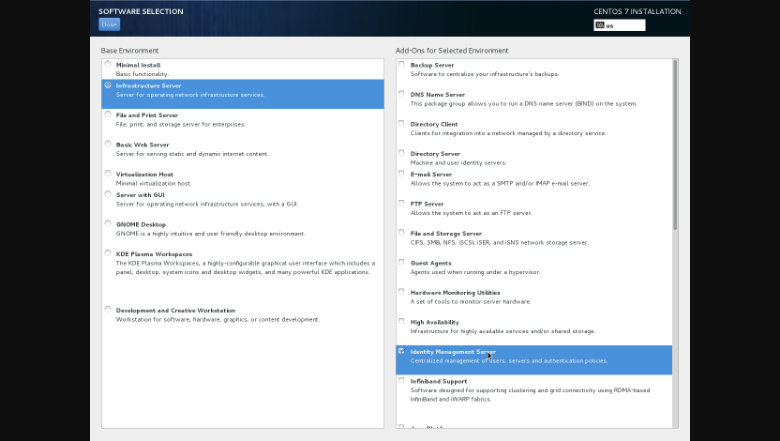 SOFTWARE SELECTION
CENTOS 7 INSTALLATION
Done
us
Base Environment
Minimal Install
Basic functionality.
Infrastructure Server
Server for operating network infrastructure services.
File and Print Server
File, print, and storage server for enterprises.
Basic Web Server
Server for serving static and dynamic internet content.
Virtualization Host
Minimal virtualization host.
Server with GUI
Server for operating network infrastructure services, with a GUI.
GNOME Desktop
GNOME is a highly intuitive and user friendly desktop environment.
KDE Plasma Workspaces
The KDE Plasma Workspaces, a highly-configurable graphical user interface which includes a
panel, desktop, system icons and desktop widgets, and many powerful KDE applications.
Development and Creative Workstation
Workstation for software, hardware, graphics, or content development.
Add-Ons for Selected Environment
Backup Server
Software to centralize your infrastructure's backups.
DNS Name Server
This package group allows you to run a DNS name server (BIND) on the system.
Directory Client
Clients for integration into a network managed by a directory service.
Directory Server
Machine and user identity servers.
E-mail Server
Allows the system to act as a SMTP and/or IMAP e-mail server.
FTP Server
Allows the system to act as an FTP server.
File and Storage Server
CIFS, SMB, NFS, iSCSI, iSER, and iSNS network storage server.
Guest Agents
Agents used when running under a hypervisor.
Hardware Monitoring Utilities
A set of tools to monitor server hardware.
High Availability
Infrastructure for highly available services and/or shared storage.
Identity Management Server
Centralized management of users, servers and authentication policies.
Infiniband Support
Software designed for supporting clustering and grid connectivity using RDMA-based
InfiniBand and iWARP fabrics.